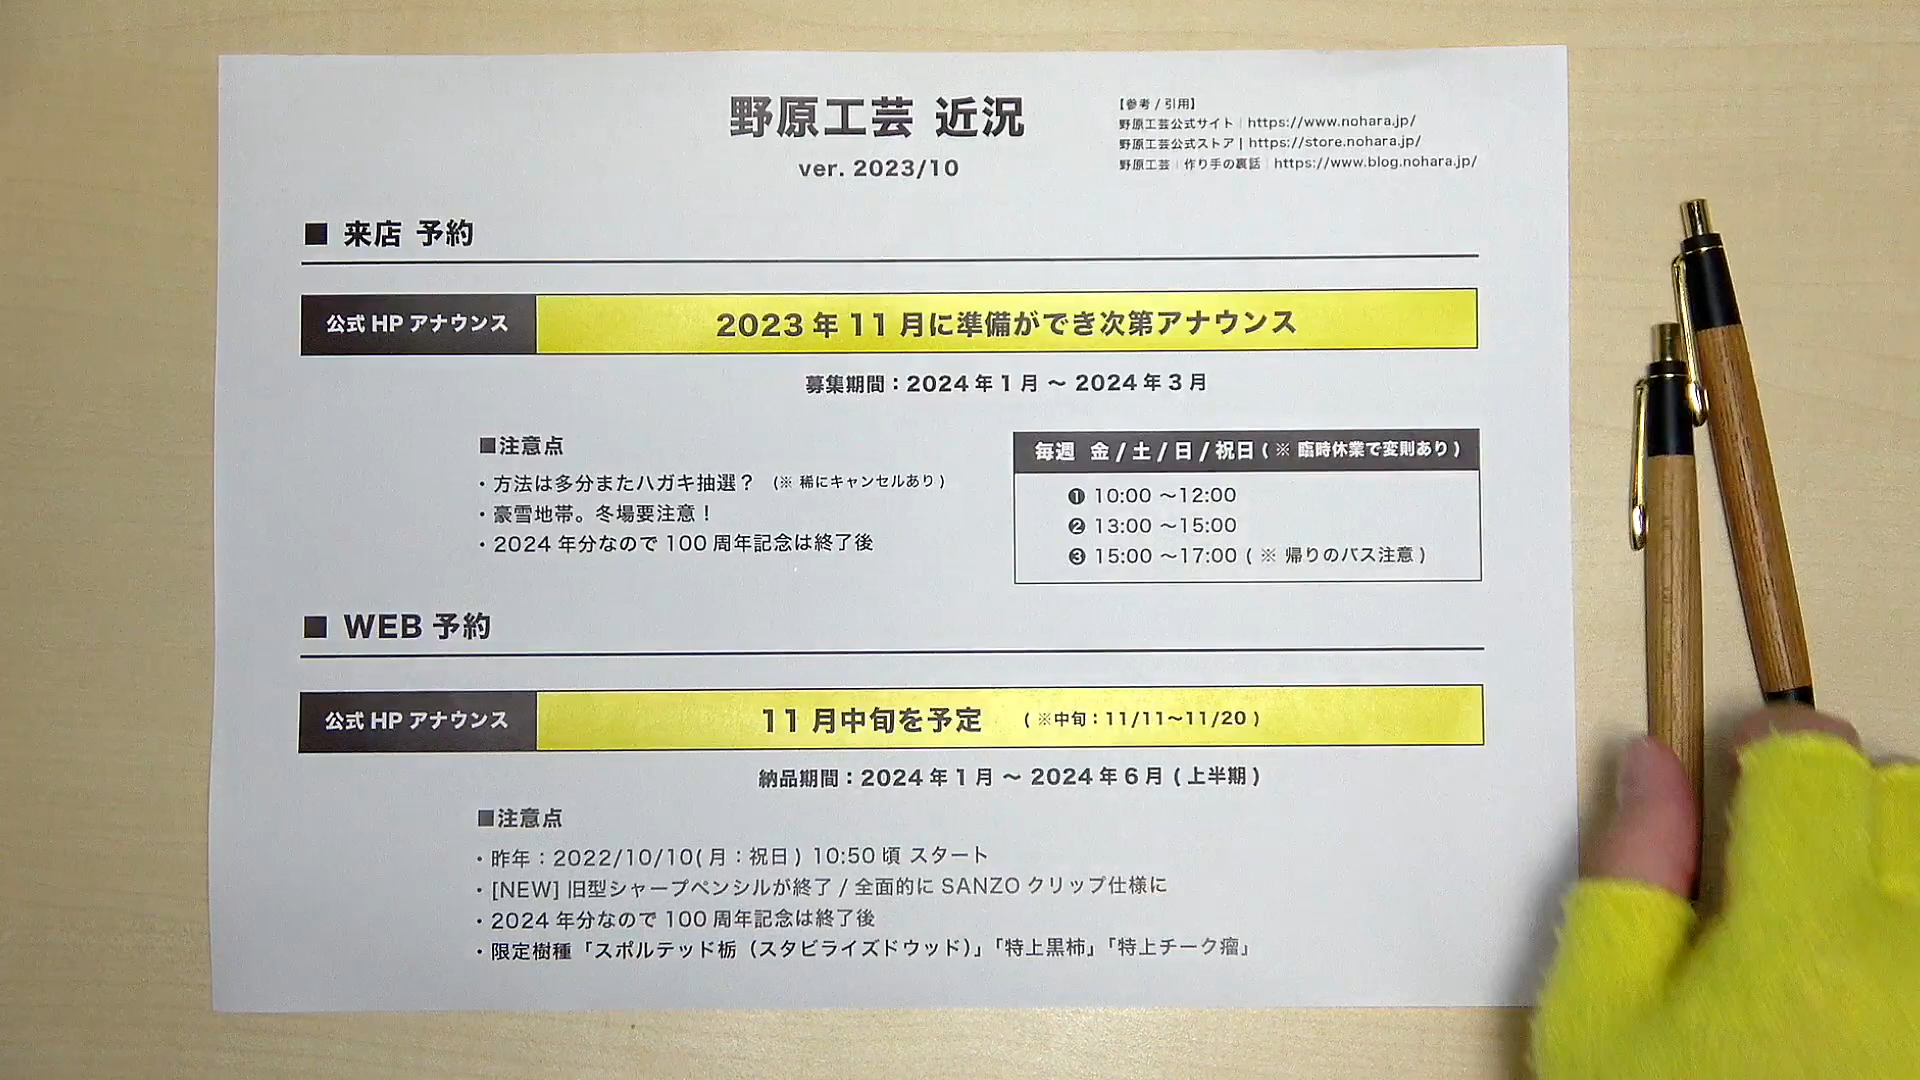 野原工芸 近況
ver. 2023/10
【参考 / 引用】
野原工芸公式サイト | https://www.nohara.jp/
野原工芸公式ストア | https://store.nohara.jp/
野原工芸 | 作り手の裏話 | https://www.blog.nohara.jp/
■ 来店 予約
公式 HP アナウンス
2023 年 11 月に準備ができ次第アナウンス
募集期間：2024 年 1 月 〜 2024 年 3 月
■注意点
・方法は多分またハガキ抽選？ (※ 稀にキャンセルあり)
・豪雪地帯。冬場要注意！
・2024 年分なので 100 周年記念は終了後
毎週 金 / 土 / 日 / 祝日 ( ※ 臨時休業で変則あり )
❶ 10:00 〜12:00
❷ 13:00 〜15:00
❸ 15:00 〜17:00 ( ※ 帰りのバス注意 )
■ WEB 予約
公式 HP アナウンス
11 月中旬を予定 ( ※中旬：11/11〜11/20 )
納品期間：2024 年 1 月 〜 2024 年 6 月 ( 上半期 )
■注意点
・昨年：2022/10/10( 月：祝日 ) 10:50 頃 スタート
・[NEW] 旧型シャープペンシルが終了 / 全面的に SANZO クリップ仕様に
・2024 年分なので 100 周年記念は終了後
・限定樹種「スポルテッド栃（スタビライズドウッド）」「特上黒柿」「特上チーク瘤」